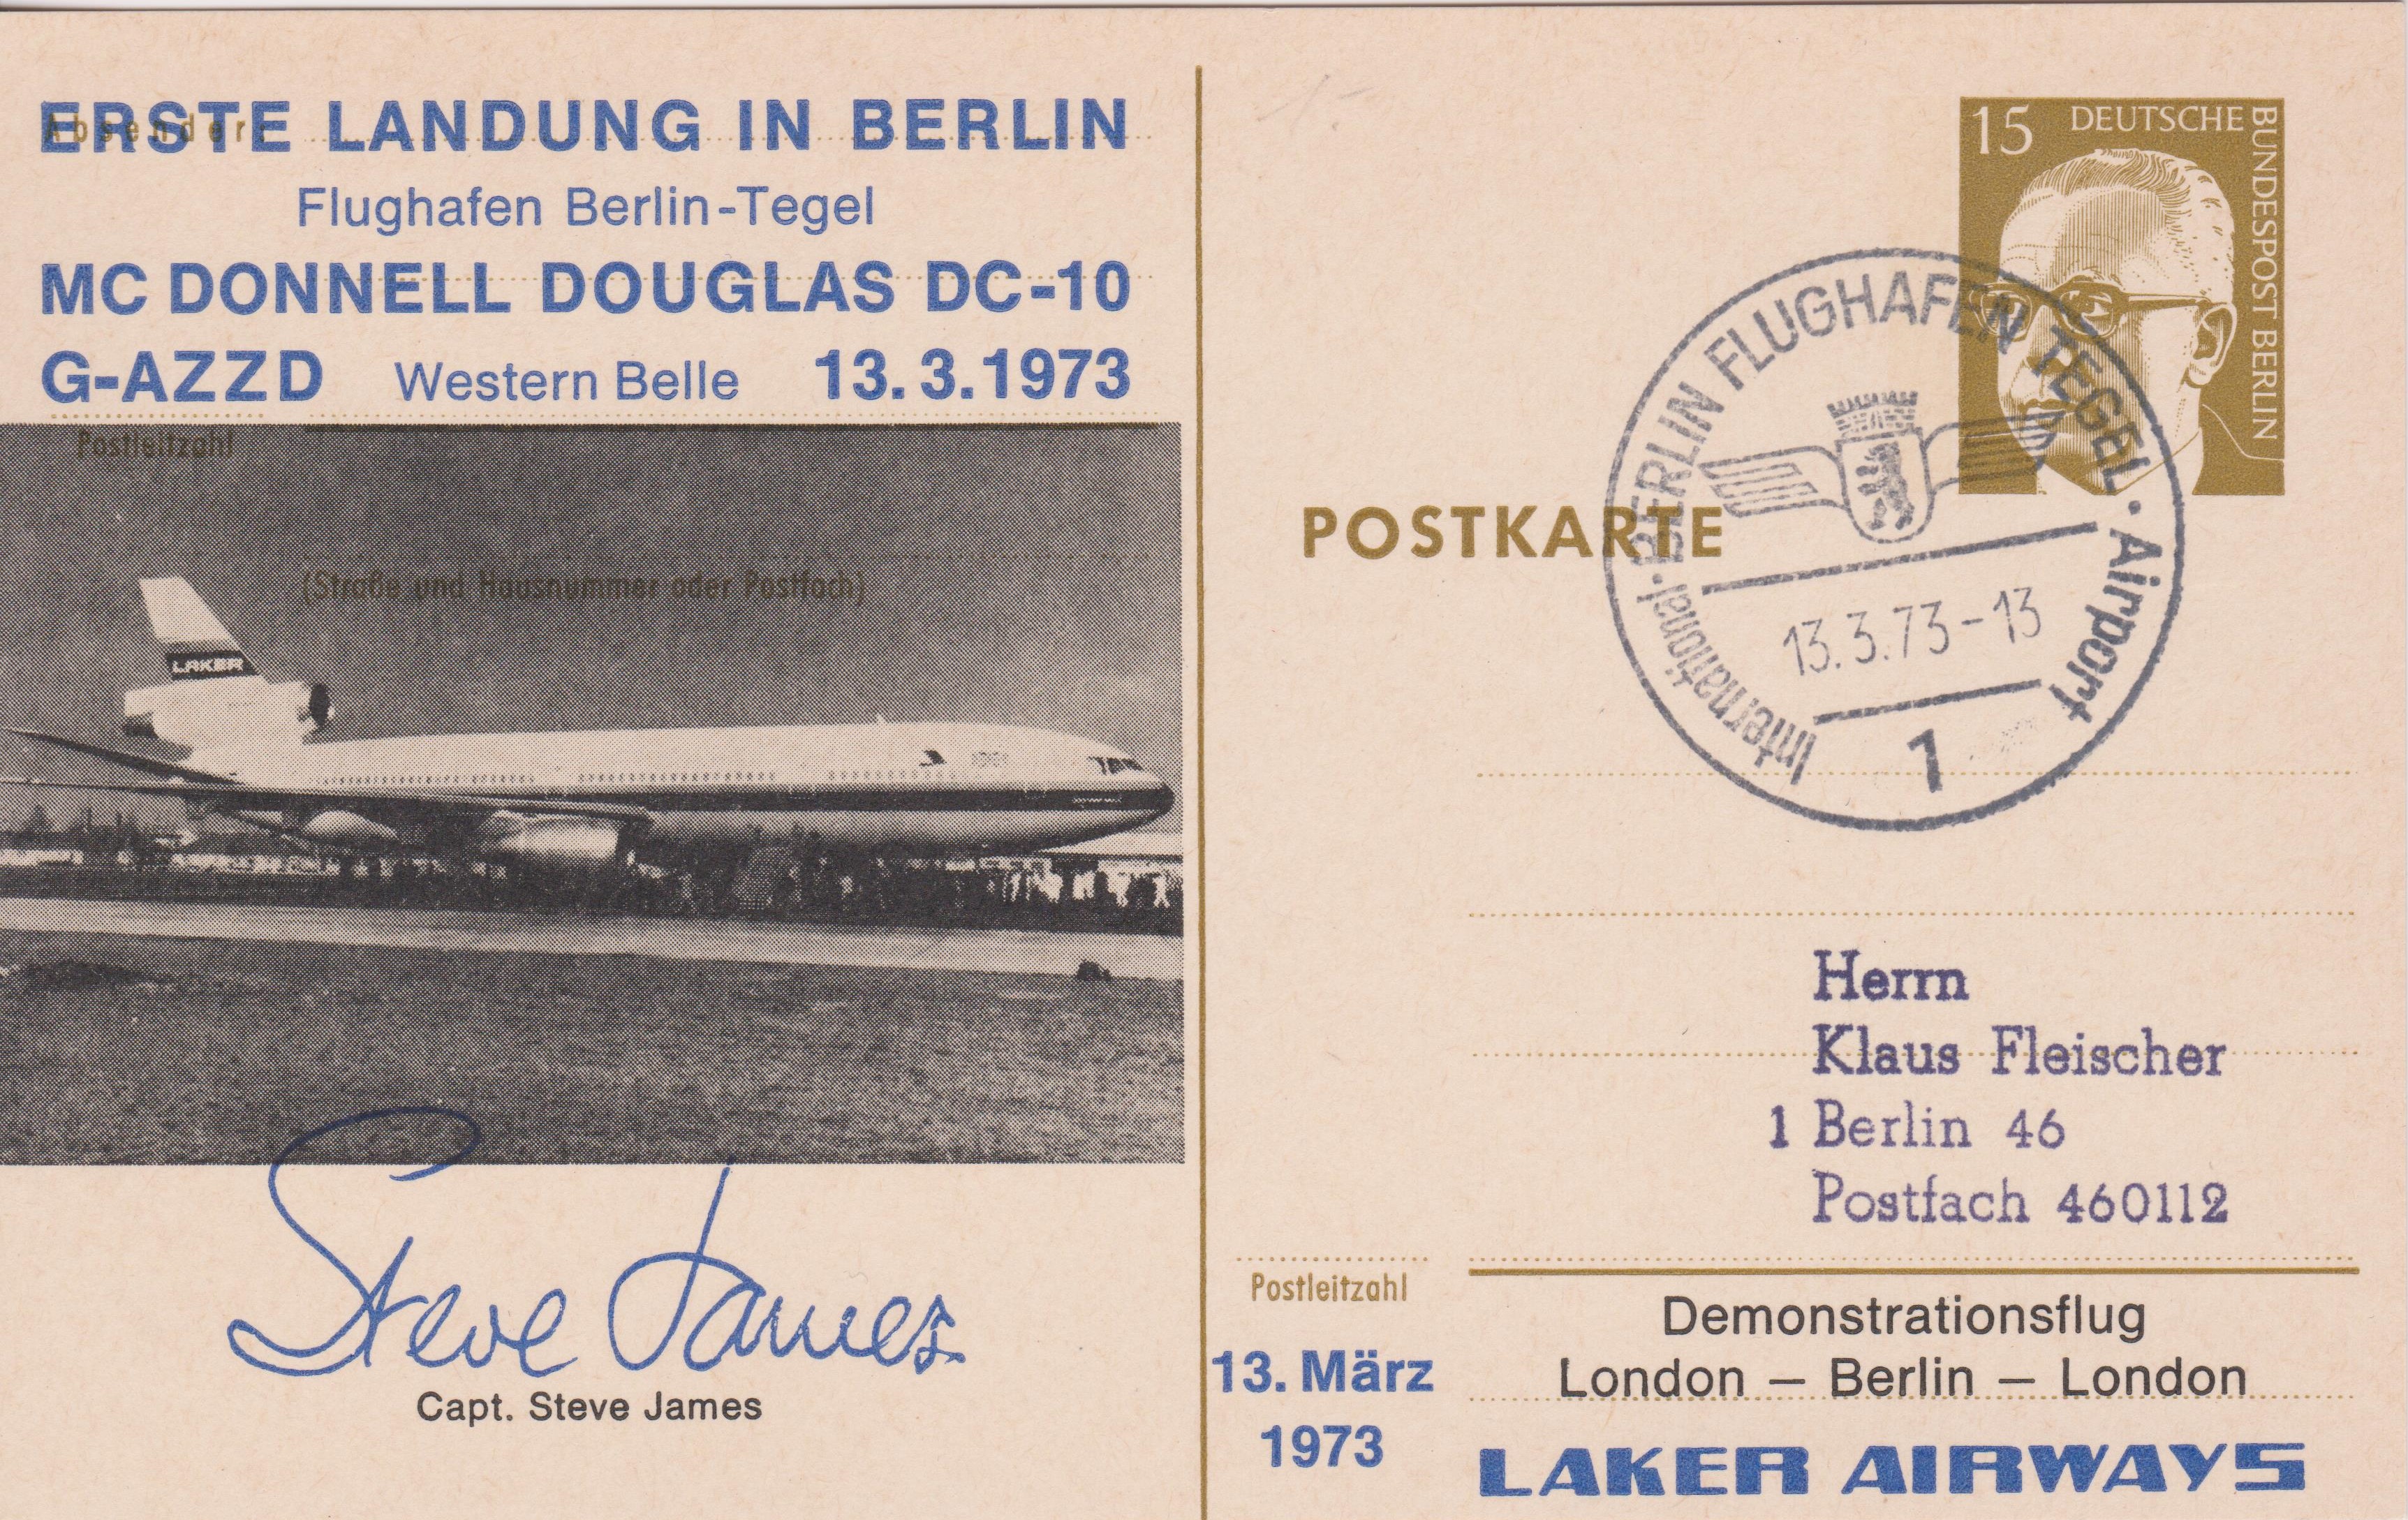 ERSTE LANDUNG IN BERLIN
Absender:
Flughafen Berlin-Tegel
MC DONNELL DOUGLAS DC-10
G-AZZD Western Belle 13.3.1973
Postleitzahl
(Straße und Hausnummer oder Postfach)
LAKER
Steve James
Capt. Steve James
15 DEUTSCHE
BUNDESPOST BERLIN
POSTKARTE
BERLIN FLUGHAFEN TEGEL · Airport
International ·
13.3.73-13
1
Herrn
Klaus Fleischer
1 Berlin 46
Postfach 460112
Postleitzahl
13. März
1973
Demonstrationsflug
London – Berlin – London
LAKER AIRWAYS